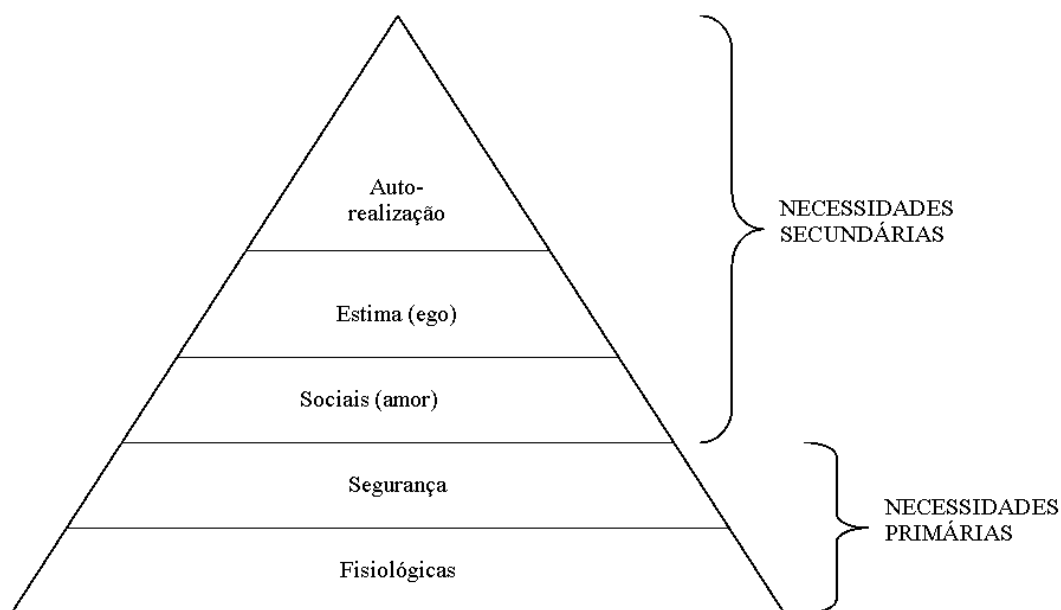 Auto-
realização
NECESSIDADES
SECUNDÁRIAS
Estima (ego)
Sociais (amor)
Segurança
NECESSIDADES
PRIMÁRIAS
Fisiológicas